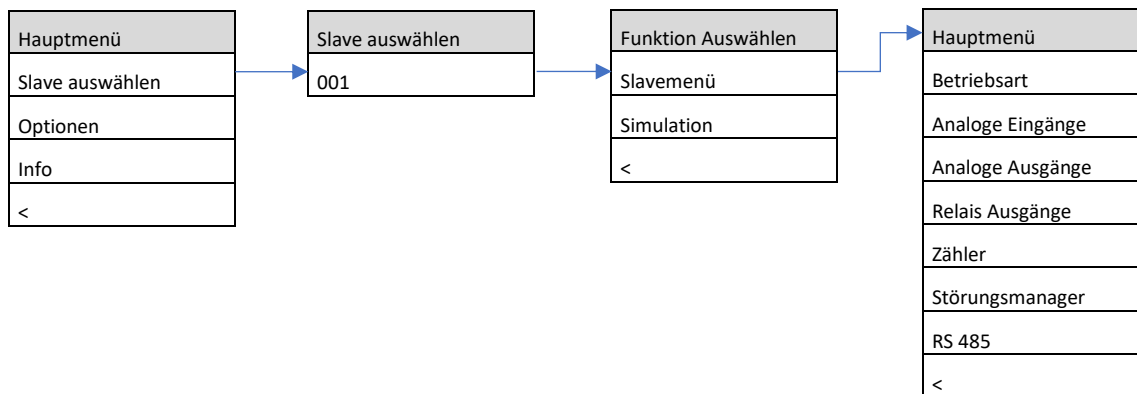 Hauptmenü
Slave auswählen
Optionen
Info
<
Slave auswählen
001
Funktion Auswählen
Slavemenü
Simulation
<
Hauptmenü
Betriebsart
Analoge Eingänge
Analoge Ausgänge
Relais Ausgänge
Zähler
Störungsmanager
RS 485
<